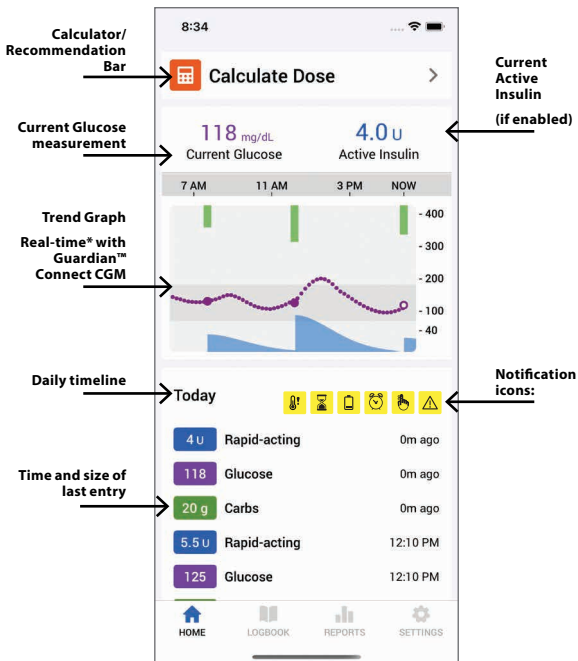 8:34
Calculator/
Recommendation
Bar
Calculate Dose
Current
Active
Insulin
(if enabled)
Current Glucose
measurement
118 mg/dL
Current Glucose
4.0 U
Active Insulin
7 AM 11 AM 3 PM NOW
Trend Graph
Real-time* with
Guardian™
Connect CGM
- 400
- 300
- 200
- 100
- 40
Daily timeline
Today
Notification
icons:
Time and size of
last entry
4 U Rapid-acting 0m ago
118 Glucose 0m ago
20 g Carbs 0m ago
5.5 U Rapid-acting 12:10 PM
125 Glucose 12:10 PM
HOME LOGBOOK REPORTS SETTINGS